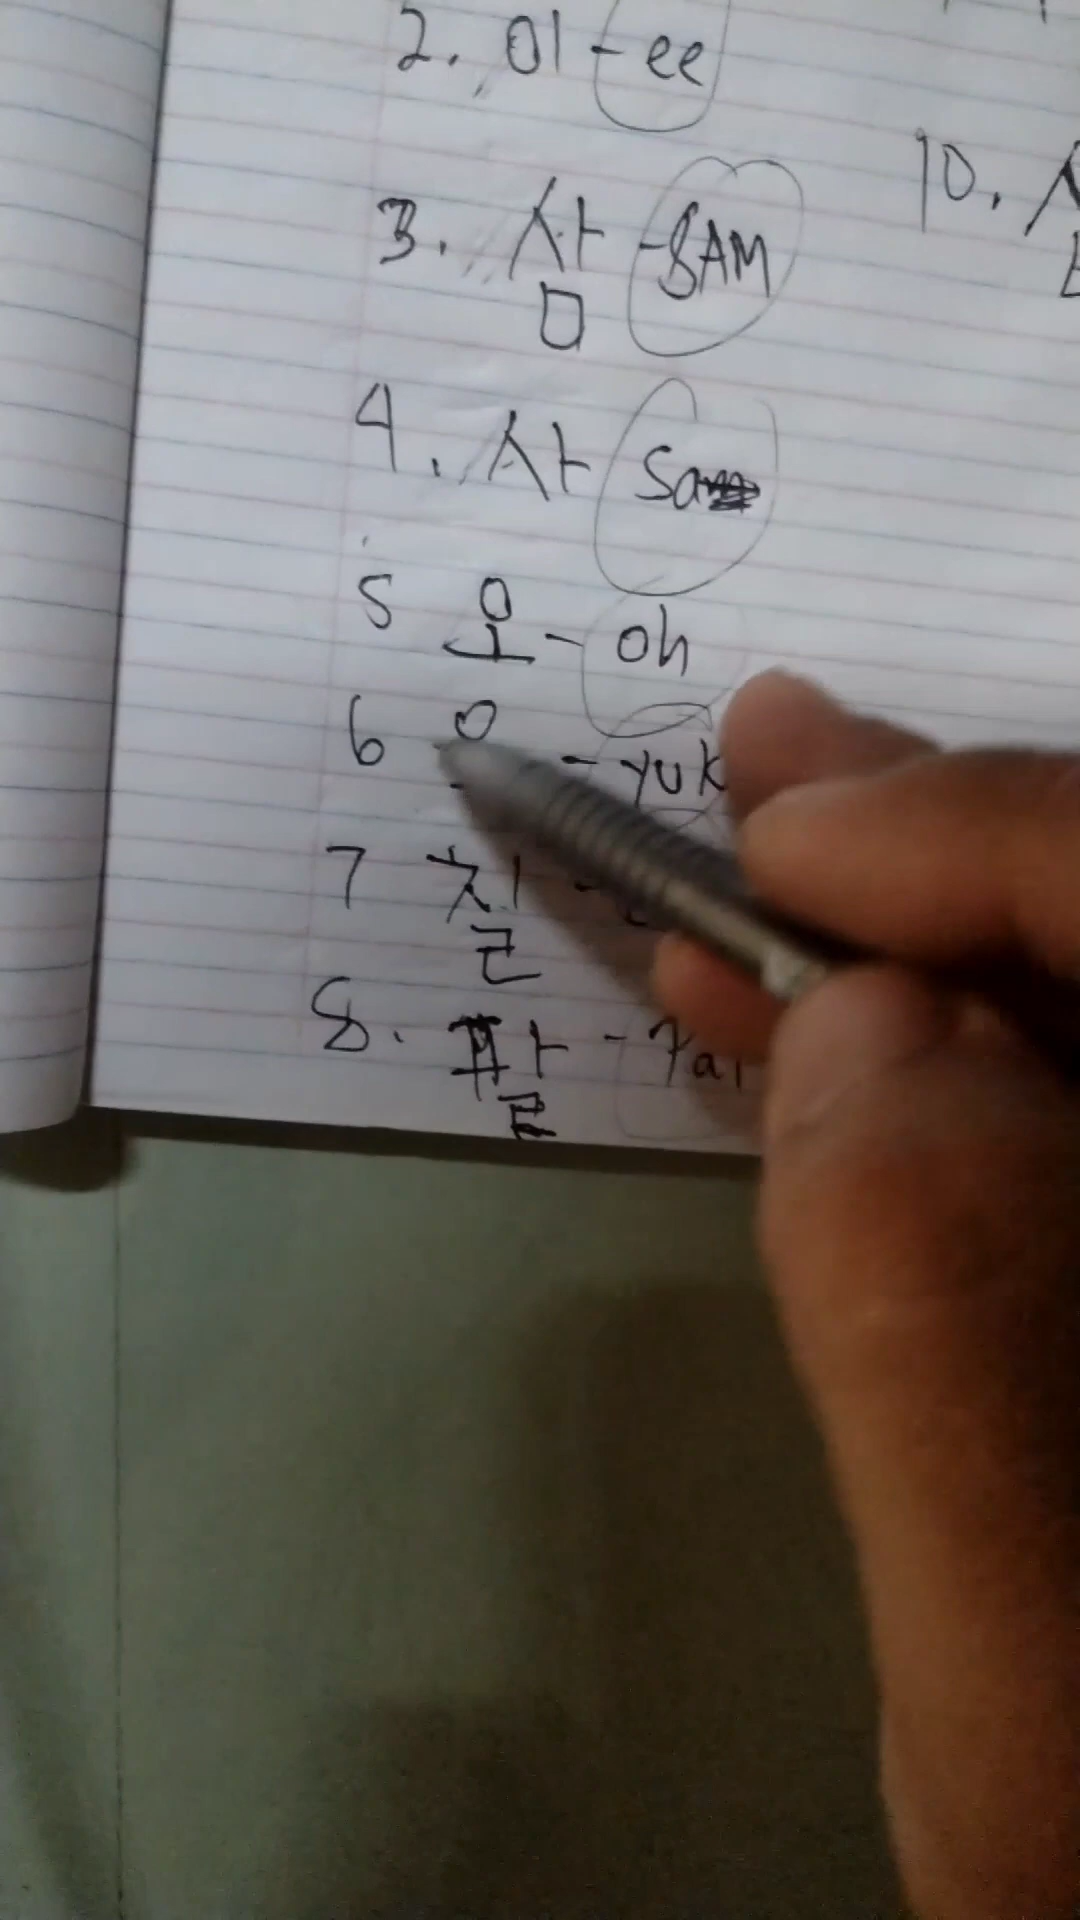 2. 이 - ee
3. 삼 - SAM
10.
4. 사 sa
5 오 - oh
6 - yuk
7 칠 -
8. 팔 - Pal